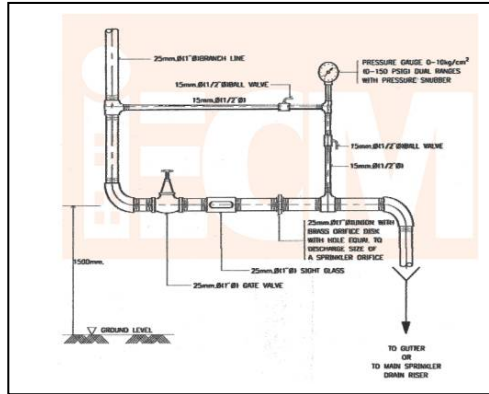 25mm.Ø(1"Ø)BRANCH LINE
15mm.Ø(1/2"Ø)BALL VALVE
15mm.Ø(1/2"Ø)
PRESSURE GAUGE 0-10kg/cm²
(0-150 PSIG) DUAL RANGES
WITH PRESSURE SNUBBER
15mm.Ø(1/2"Ø)BALL VALVE
15mm.Ø(1/2"Ø)
25mm.Ø(1"Ø)UNION WITH
BRASS ORIFICE DISK
WITH HOLE EQUAL TO
DISCHARGE SIZE OF
A SPRINKLER ORIFICE
25mm.Ø(1"Ø) SIGHT GLASS
25mm.Ø(1"Ø) GATE VALVE
1500mm.
GROUND LEVEL
TO GUTTER
OR
TO MAIN SPRINKLER
DRAIN RISER
iECM